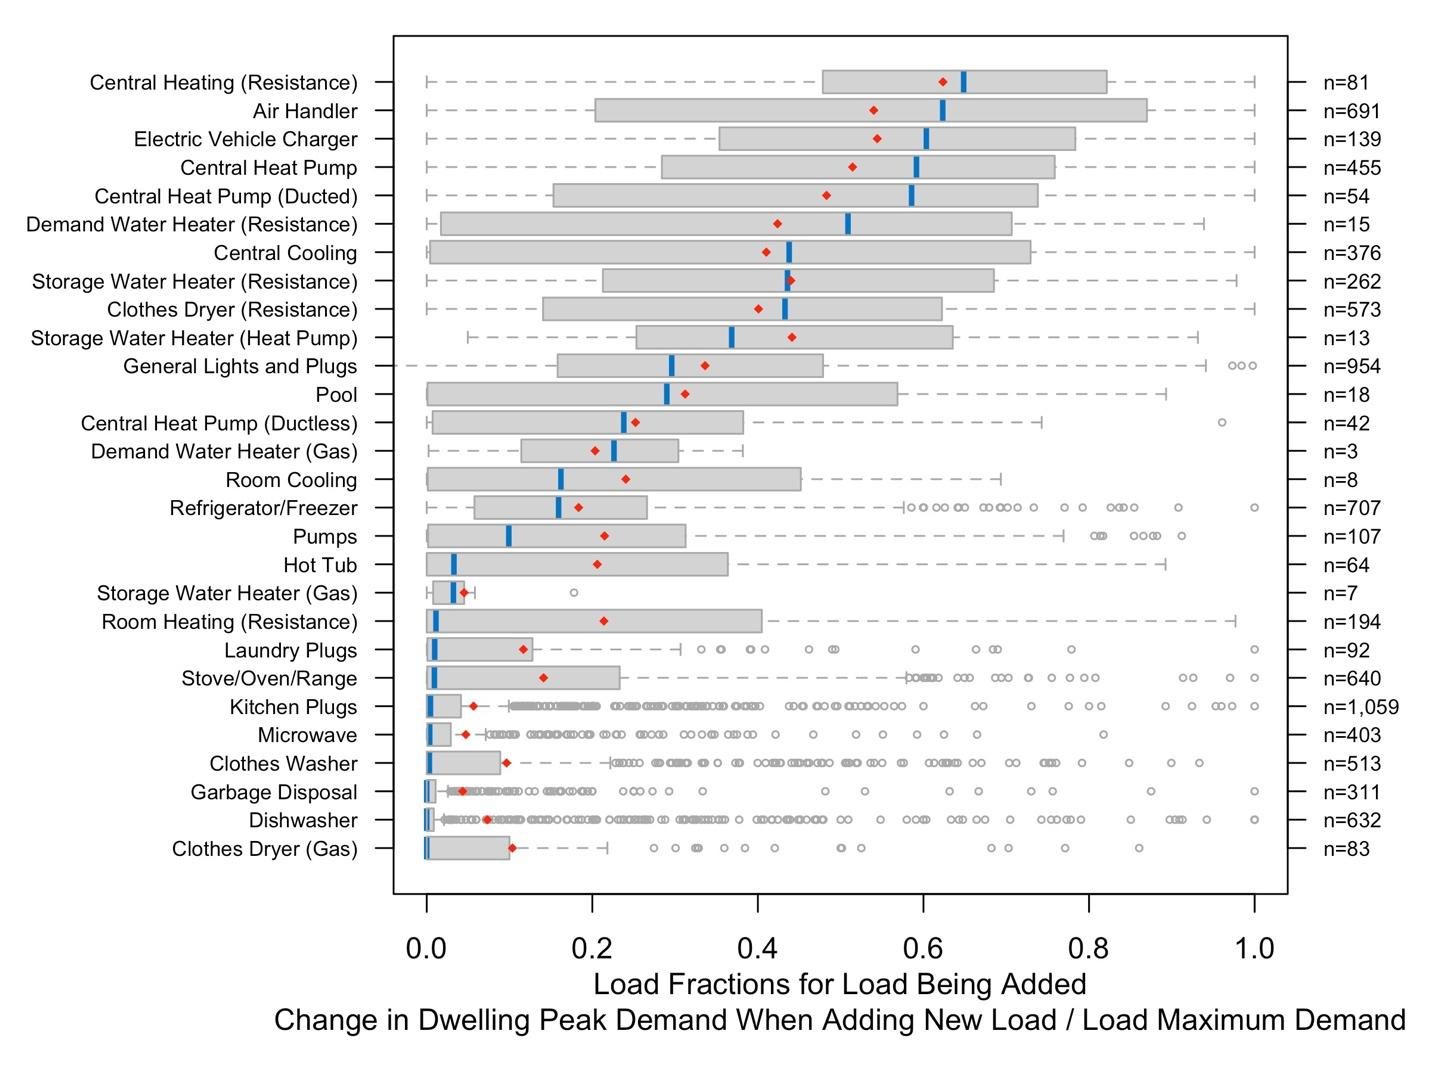 Central Heating (Resistance) n=81
Air Handler n=691
Electric Vehicle Charger n=139
Central Heat Pump n=455
Central Heat Pump (Ducted) n=54
Demand Water Heater (Resistance) n=15
Central Cooling n=376
Storage Water Heater (Resistance) n=262
Clothes Dryer (Resistance) n=573
Storage Water Heater (Heat Pump) n=13
General Lights and Plugs n=954
Pool n=18
Central Heat Pump (Ductless) n=42
Demand Water Heater (Gas) n=3
Room Cooling n=8
Refrigerator/Freezer n=707
Pumps n=107
Hot Tub n=64
Storage Water Heater (Gas) n=7
Room Heating (Resistance) n=194
Laundry Plugs n=92
Stove/Oven/Range n=640
Kitchen Plugs n=1,059
Microwave n=403
Clothes Washer n=513
Garbage Disposal n=311
Dishwasher n=632
Clothes Dryer (Gas) n=83
0.0 0.2 0.4 0.6 0.8 1.0
Load Fractions for Load Being Added
Change in Dwelling Peak Demand When Adding New Load / Load Maximum Demand